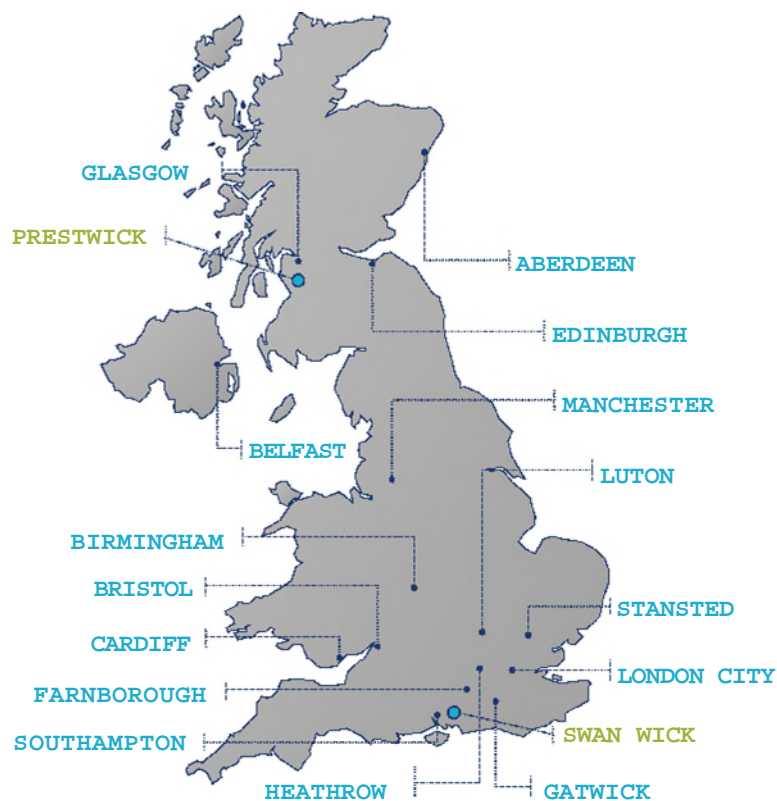 GLASGOW
PRESTWICK
ABERDEEN
EDINBURGH
MANCHESTER
BELFAST
LUTON
BIRMINGHAM
BRISTOL
STANSTED
CARDIFF
LONDON CITY
FARNBOROUGH
SWAN WICK
SOUTHAMPTON
HEATHROW
GATWICK